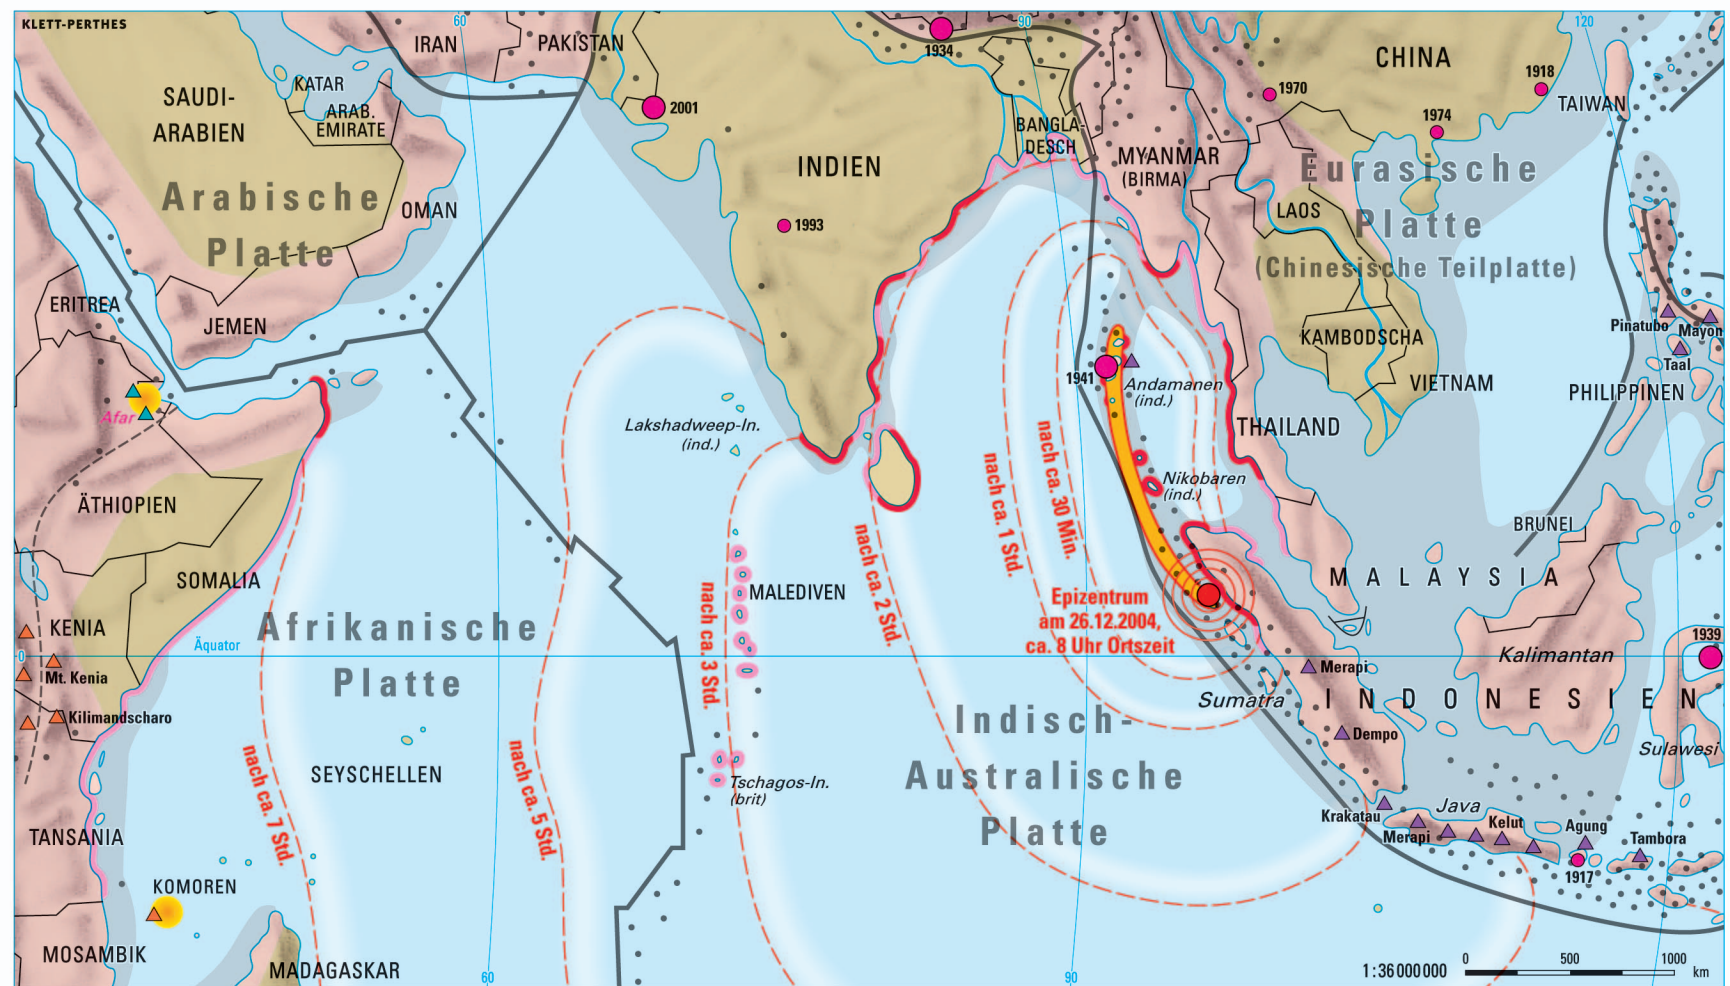 KLETT-PERTHES
60
90
120
IRAN
PAKISTAN
1934
CHINA
KATAR
1970
1918
SAUDI-
ARABIEN
ARAB.
EMIRATE
2001
TAIWAN
1974
BANGLA-
DESCH
INDIEN
MYANMAR
(BIRMA)
Eurasische
Platte
(Chinesische Teilplatte)
Arabische
Platte
OMAN
1993
LAOS
ERITREA
JEMEN
Pinatubo
Mayon
Taal
KAMBODSCHA
VIETNAM
PHILIPPINEN
1941
Andamanen
(ind.)
Afar
Lakshadweep-In.
(ind.)
THAILAND
nach ca. 30 Min.
nach ca. 1 Std.
Nikobaren
(ind.)
ÄTHIOPIEN
BRUNEI
nach ca. 2 Std.
SOMALIA
MALEDIVEN
MALAYSIA
nach ca. 3 Std.
Epizentrum
am 26.12.2004,
ca. 8 Uhr Ortszeit
KENIA
Afrikanische
Platte
Äquator
0
1939
Kalimantan
Mt. Kenia
Merapi
Sumatra
INDONESIEN
Kilimandscharo
Indisch-
Australische
Platte
Dempo
Sulawesi
nach ca. 7 Std.
nach ca. 5 Std.
SEYSCHELLEN
Tschagos-In.
(brit)
Krakatau
Java
Merapi
Kelut
Agung
Tambora
TANSANIA
1917
KOMOREN
MOSAMBIK
MADAGASKAR
60
90
1:36000000
0
500
1000
km